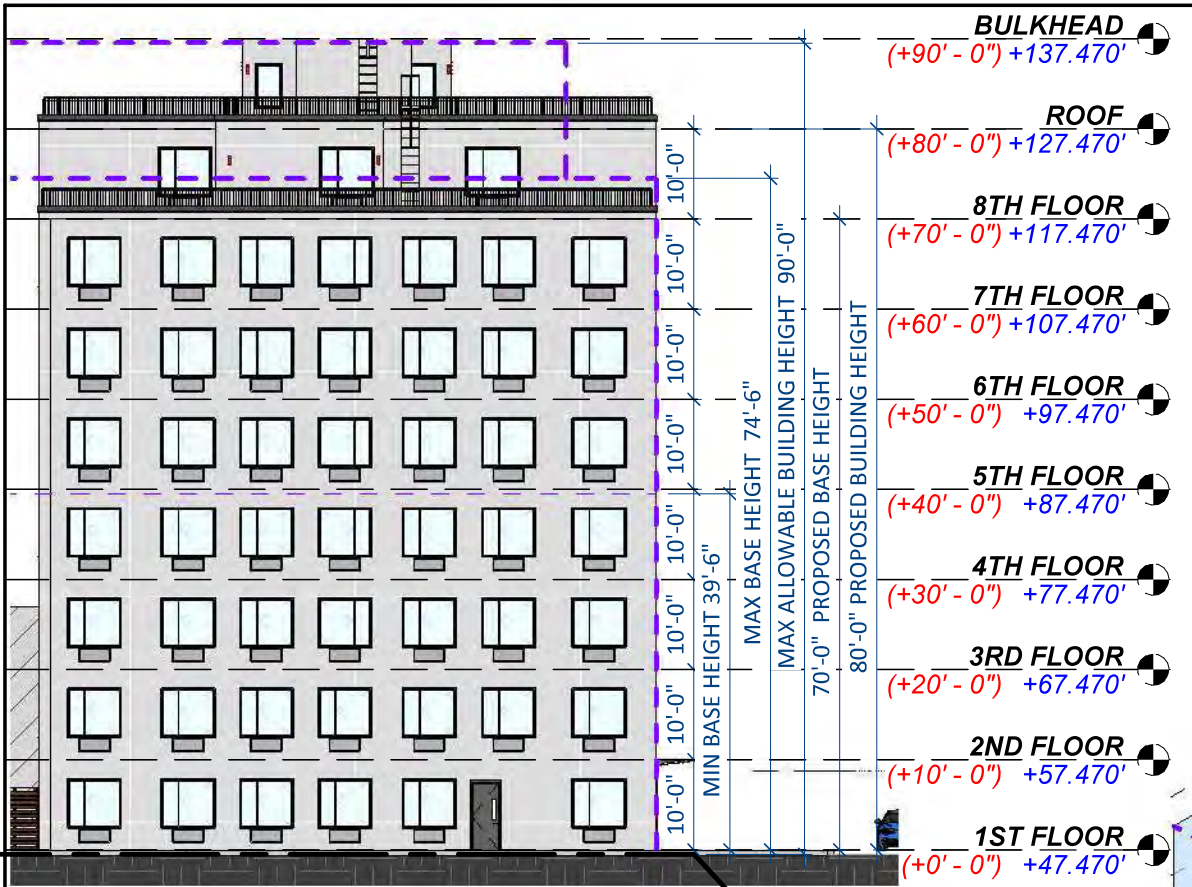 BULKHEAD
(+90' - 0") +137.470'
ROOF
(+80' - 0") +127.470'
8TH FLOOR
(+70' - 0") +117.470'
7TH FLOOR
(+60' - 0") +107.470'
6TH FLOOR
(+50' - 0") +97.470'
5TH FLOOR
(+40' - 0") +87.470'
4TH FLOOR
(+30' - 0") +77.470'
3RD FLOOR
(+20' - 0") +67.470'
2ND FLOOR
(+10' - 0") +57.470'
1ST FLOOR
(+0' - 0") +47.470'
10'-0"
10'-0"
10'-0"
10'-0"
10'-0"
10'-0"
10'-0"
10'-0"
MIN BASE HEIGHT 39'-6"
MAX BASE HEIGHT 74'-6"
MAX ALLOWABLE BUILDING HEIGHT 90'-0"
70'-0" PROPOSED BASE HEIGHT
80'-0" PROPOSED BUILDING HEIGHT